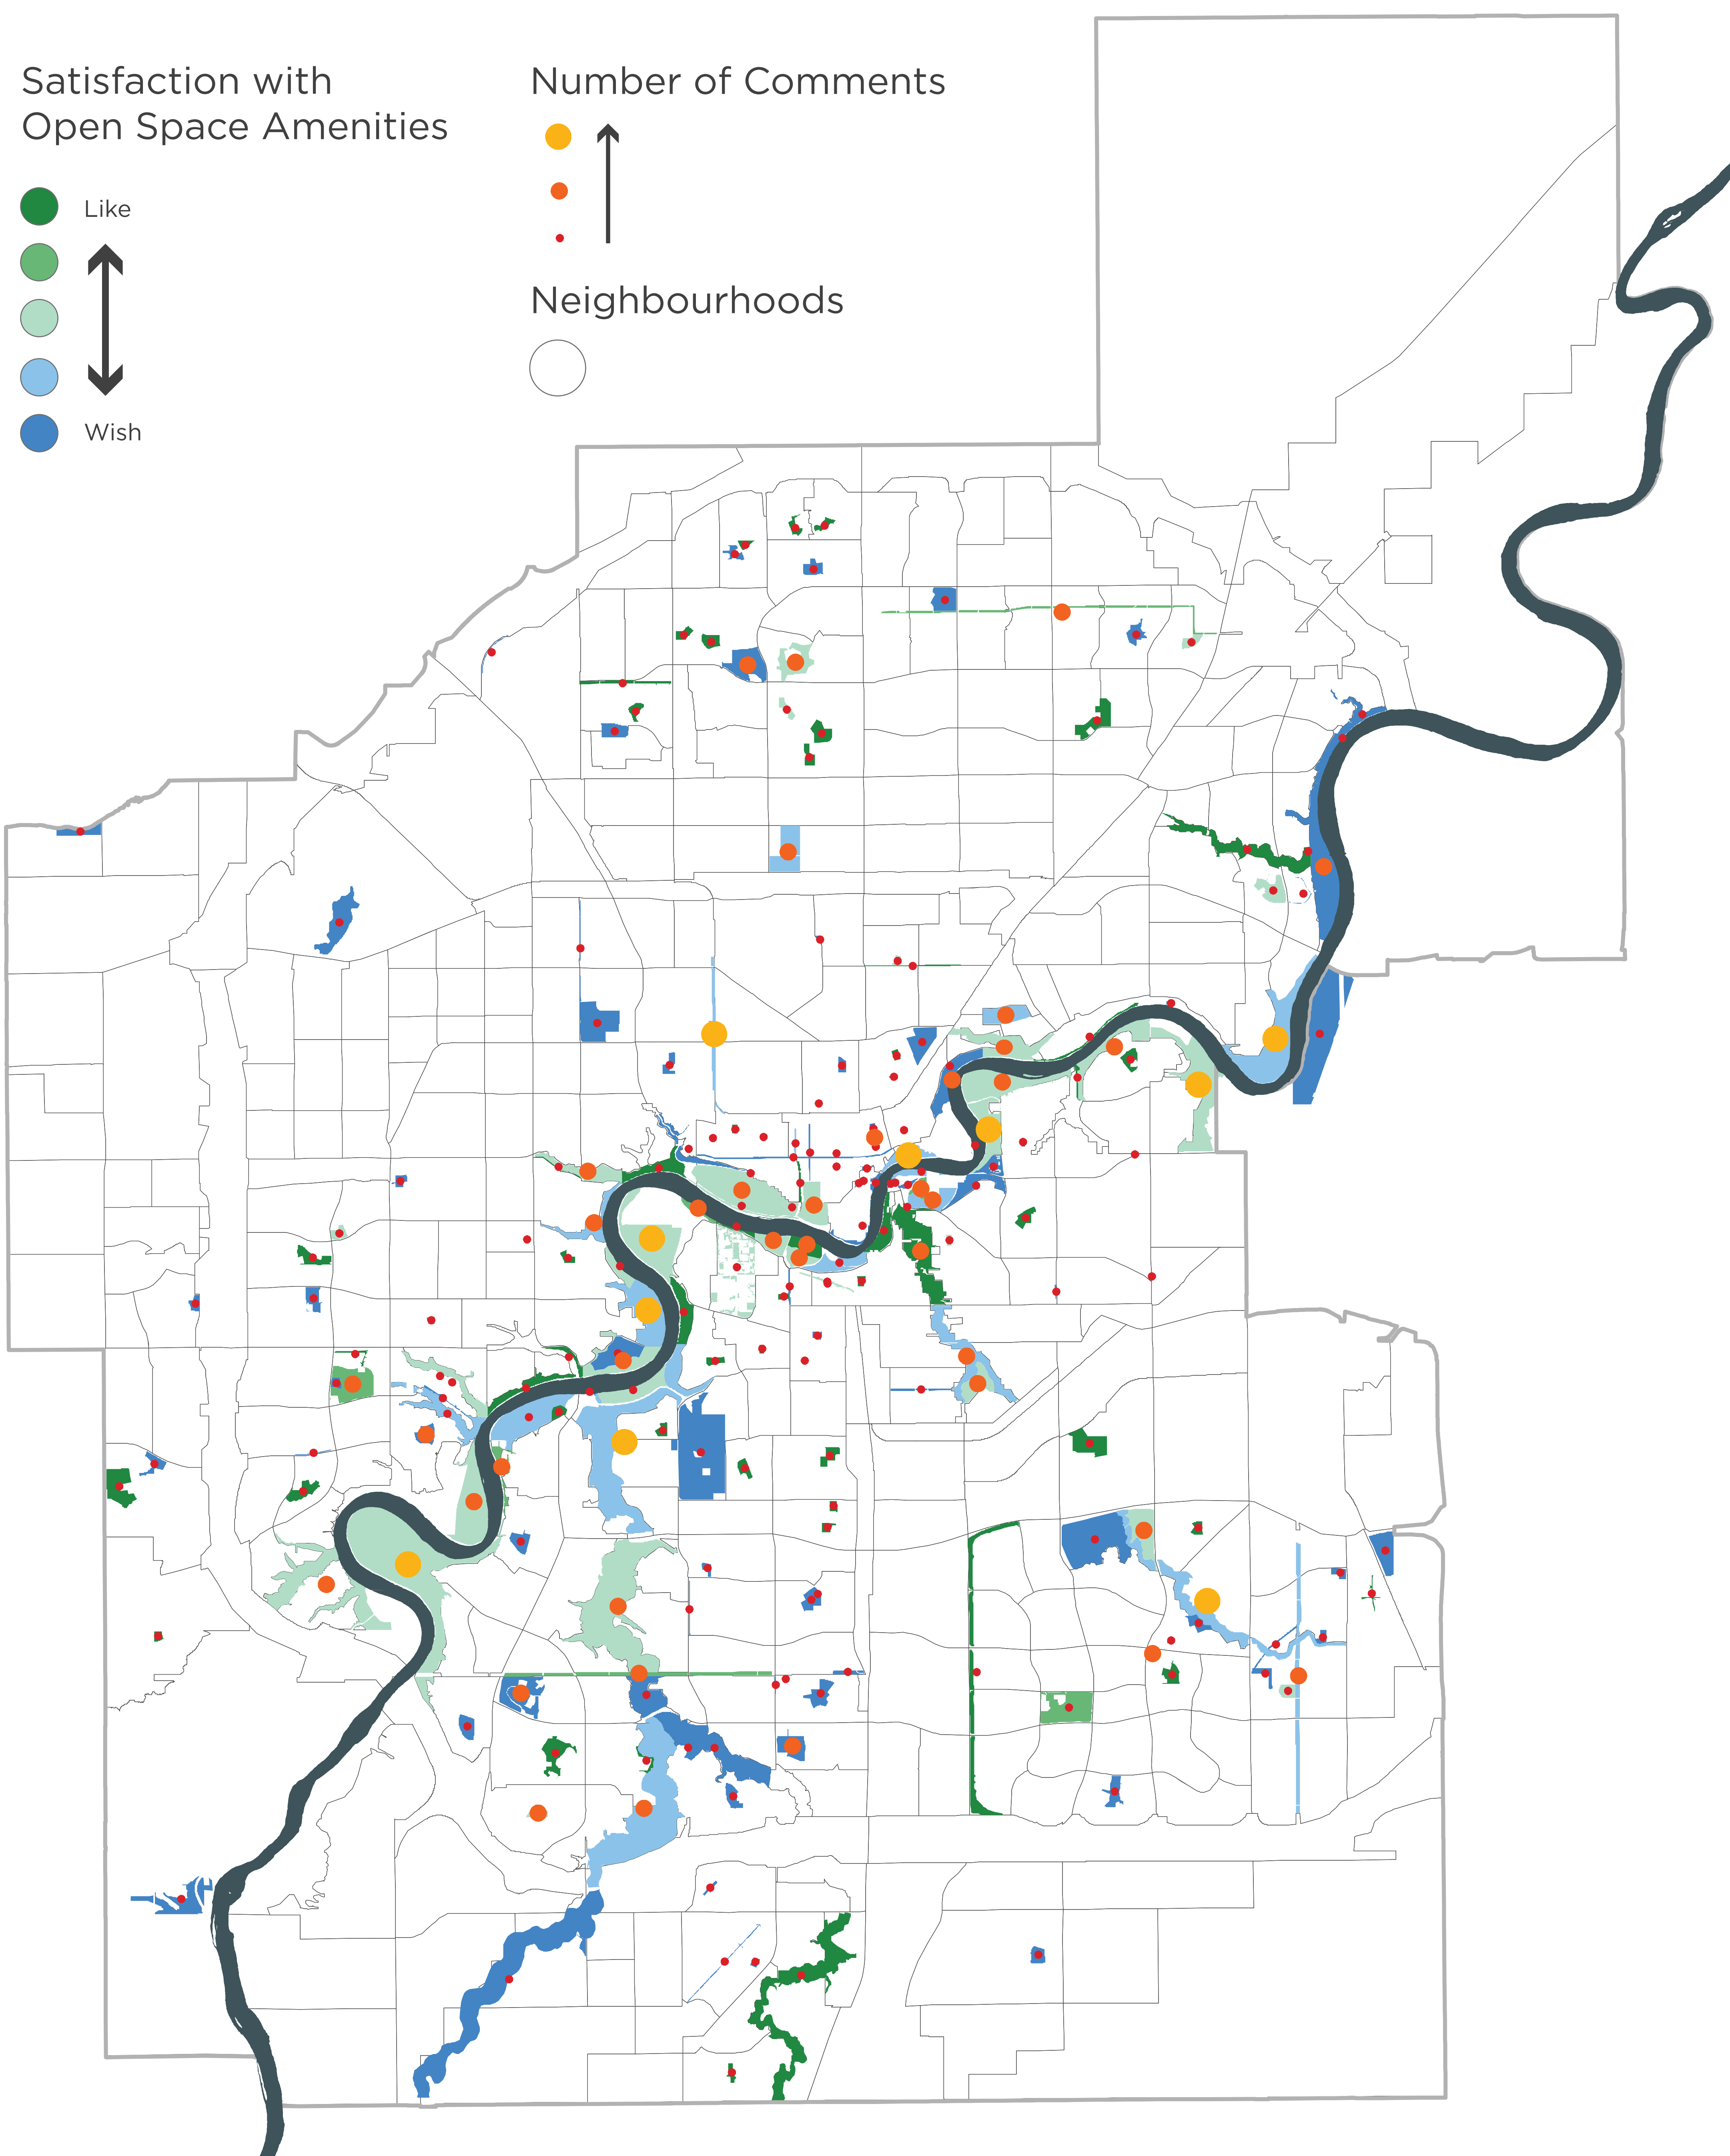 Satisfaction with
Open Space Amenities
Like
Wish
Number of Comments
Neighbourhoods